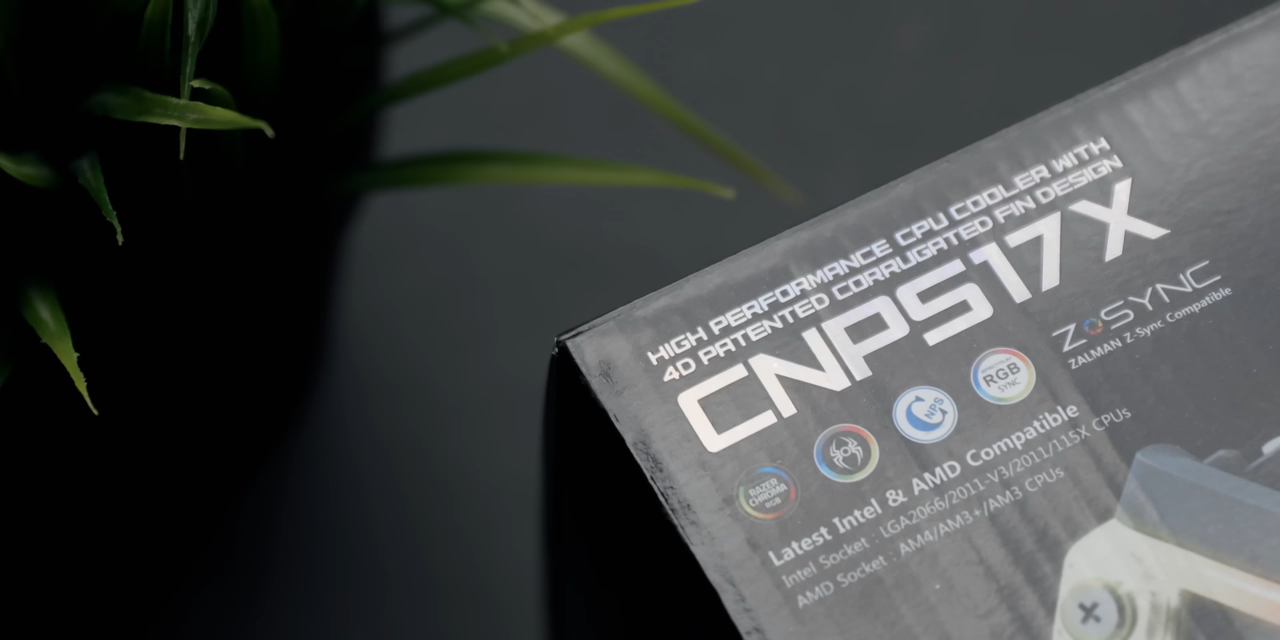 HIGH PERFORMANCE CPU COOLER WITH
4D PATENTED CORRUGATED FIN DESIGN
CNPS17X
Z SYNC
ZALMAN Z-Sync Compatible
RAZER
CHROMA
RGB
CNPS
RGB
SYNC
Latest Intel & AMD Compatible
Intel Socket : LGA2066/2011-V3/2011/115X CPUs
AMD Socket : AM4/AM3+/AM3 CPUs